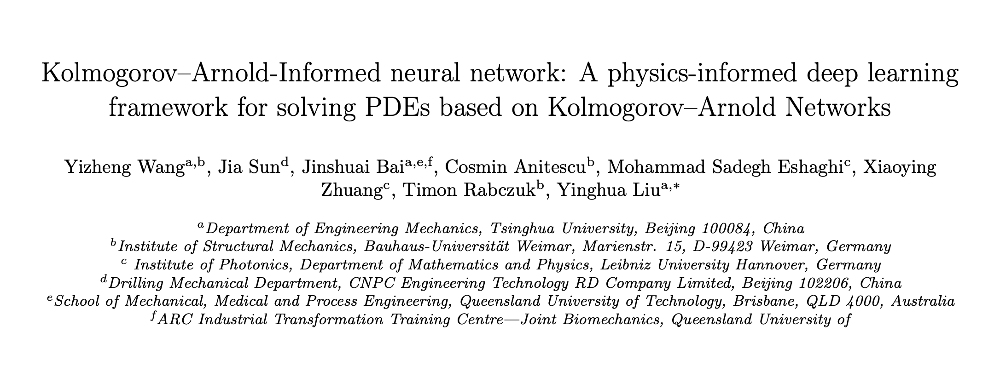 Kolmogorov–Arnold-Informed neural network: A physics-informed deep learning
framework for solving PDEs based on Kolmogorov–Arnold Networks
Yizheng Wang^a,b, Jia Sun^d, Jinshuai Bai^a,e,f, Cosmin Anitescu^b, Mohammad Sadegh Eshaghi^c, Xiaoying
Zhuang^c, Timon Rabczuk^b, Yinghua Liu^a,*
^a Department of Engineering Mechanics, Tsinghua University, Beijing 100084, China
^b Institute of Structural Mechanics, Bauhaus-Universität Weimar, Marienstr. 15, D-99423 Weimar, Germany
^c Institute of Photonics, Department of Mathematics and Physics, Leibniz University Hannover, Germany
^d Drilling Mechanical Department, CNPC Engineering Technology RD Company Limited, Beijing 102206, China
^e School of Mechanical, Medical and Process Engineering, Queensland University of Technology, Brisbane, QLD 4000, Australia
^f ARC Industrial Transformation Training Centre—Joint Biomechanics, Queensland University of